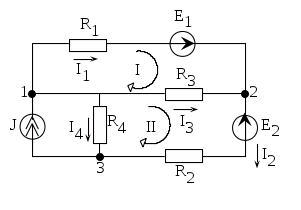 R1 E1
I1 I R3
1 2
J I4 R4 II I3 E2
3 R2 I2